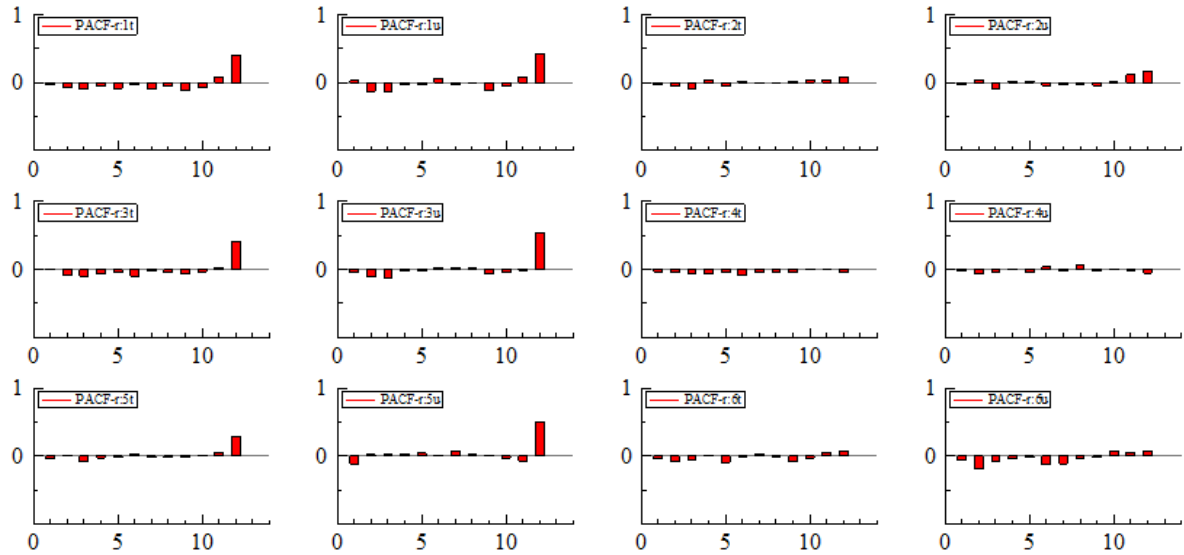 1 PACF-r:1t 1 PACF-r:1u 1 PACF-r:2t 1 PACF-r:2u
0 0 0 0
0 5 10 0 5 10 0 5 10 0 5 10
1 PACF-r:3t 1 PACF-r:3u 1 PACF-r:4t 1 PACF-r:4u
0 0 0 0
0 5 10 0 5 10 0 5 10 0 5 10
1 PACF-r:5t 1 PACF-r:5u 1 PACF-r:6t 1 PACF-r:6u
0 0 0 0
0 5 10 0 5 10 0 5 10 0 5 10